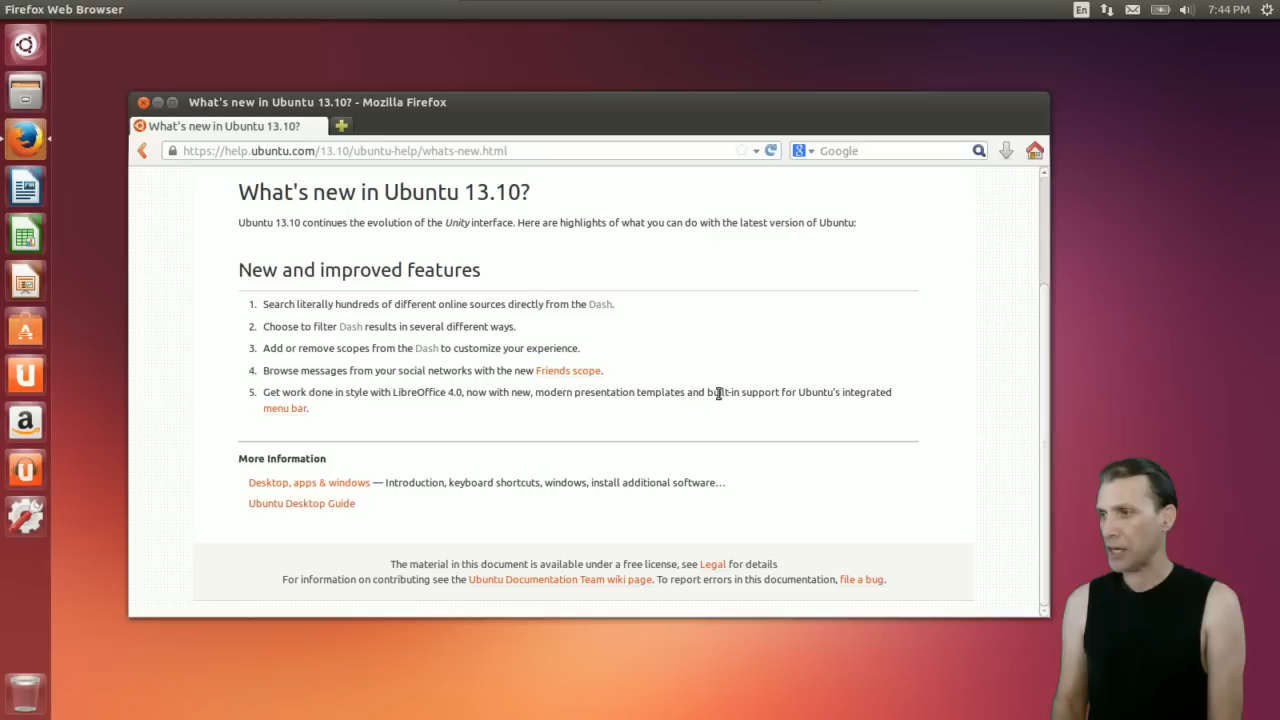 Firefox Web Browser
En
7:44 PM
What's new in Ubuntu 13.10? - Mozilla Firefox
What's new in Ubuntu 13.10?
https://help.ubuntu.com/13.10/ubuntu-help/whats-new.html
Google
What's new in Ubuntu 13.10?
Ubuntu 13.10 continues the evolution of the Unity interface. Here are highlights of what you can do with the latest version of Ubuntu:
New and improved features
1. Search literally hundreds of different online sources directly from the Dash.
2. Choose to filter Dash results in several different ways.
3. Add or remove scopes from the Dash to customize your experience.
4. Browse messages from your social networks with the new Friends scope.
5. Get work done in style with LibreOffice 4.0, now with new, modern presentation templates and built-in support for Ubuntu's integrated
menu bar.
More Information
Desktop, apps & windows — Introduction, keyboard shortcuts, windows, install additional software…
Ubuntu Desktop Guide
The material in this document is available under a free license, see Legal for details
For information on contributing see the Ubuntu Documentation Team wiki page. To report errors in this documentation, file a bug.